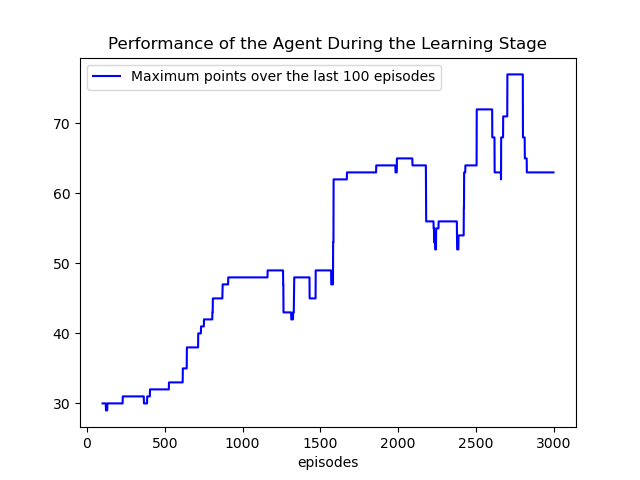 Performance of the Agent During the Learning Stage
Maximum points over the last 100 episodes
70
60
50
40
30
0 500 1000 1500 2000 2500 3000
episodes